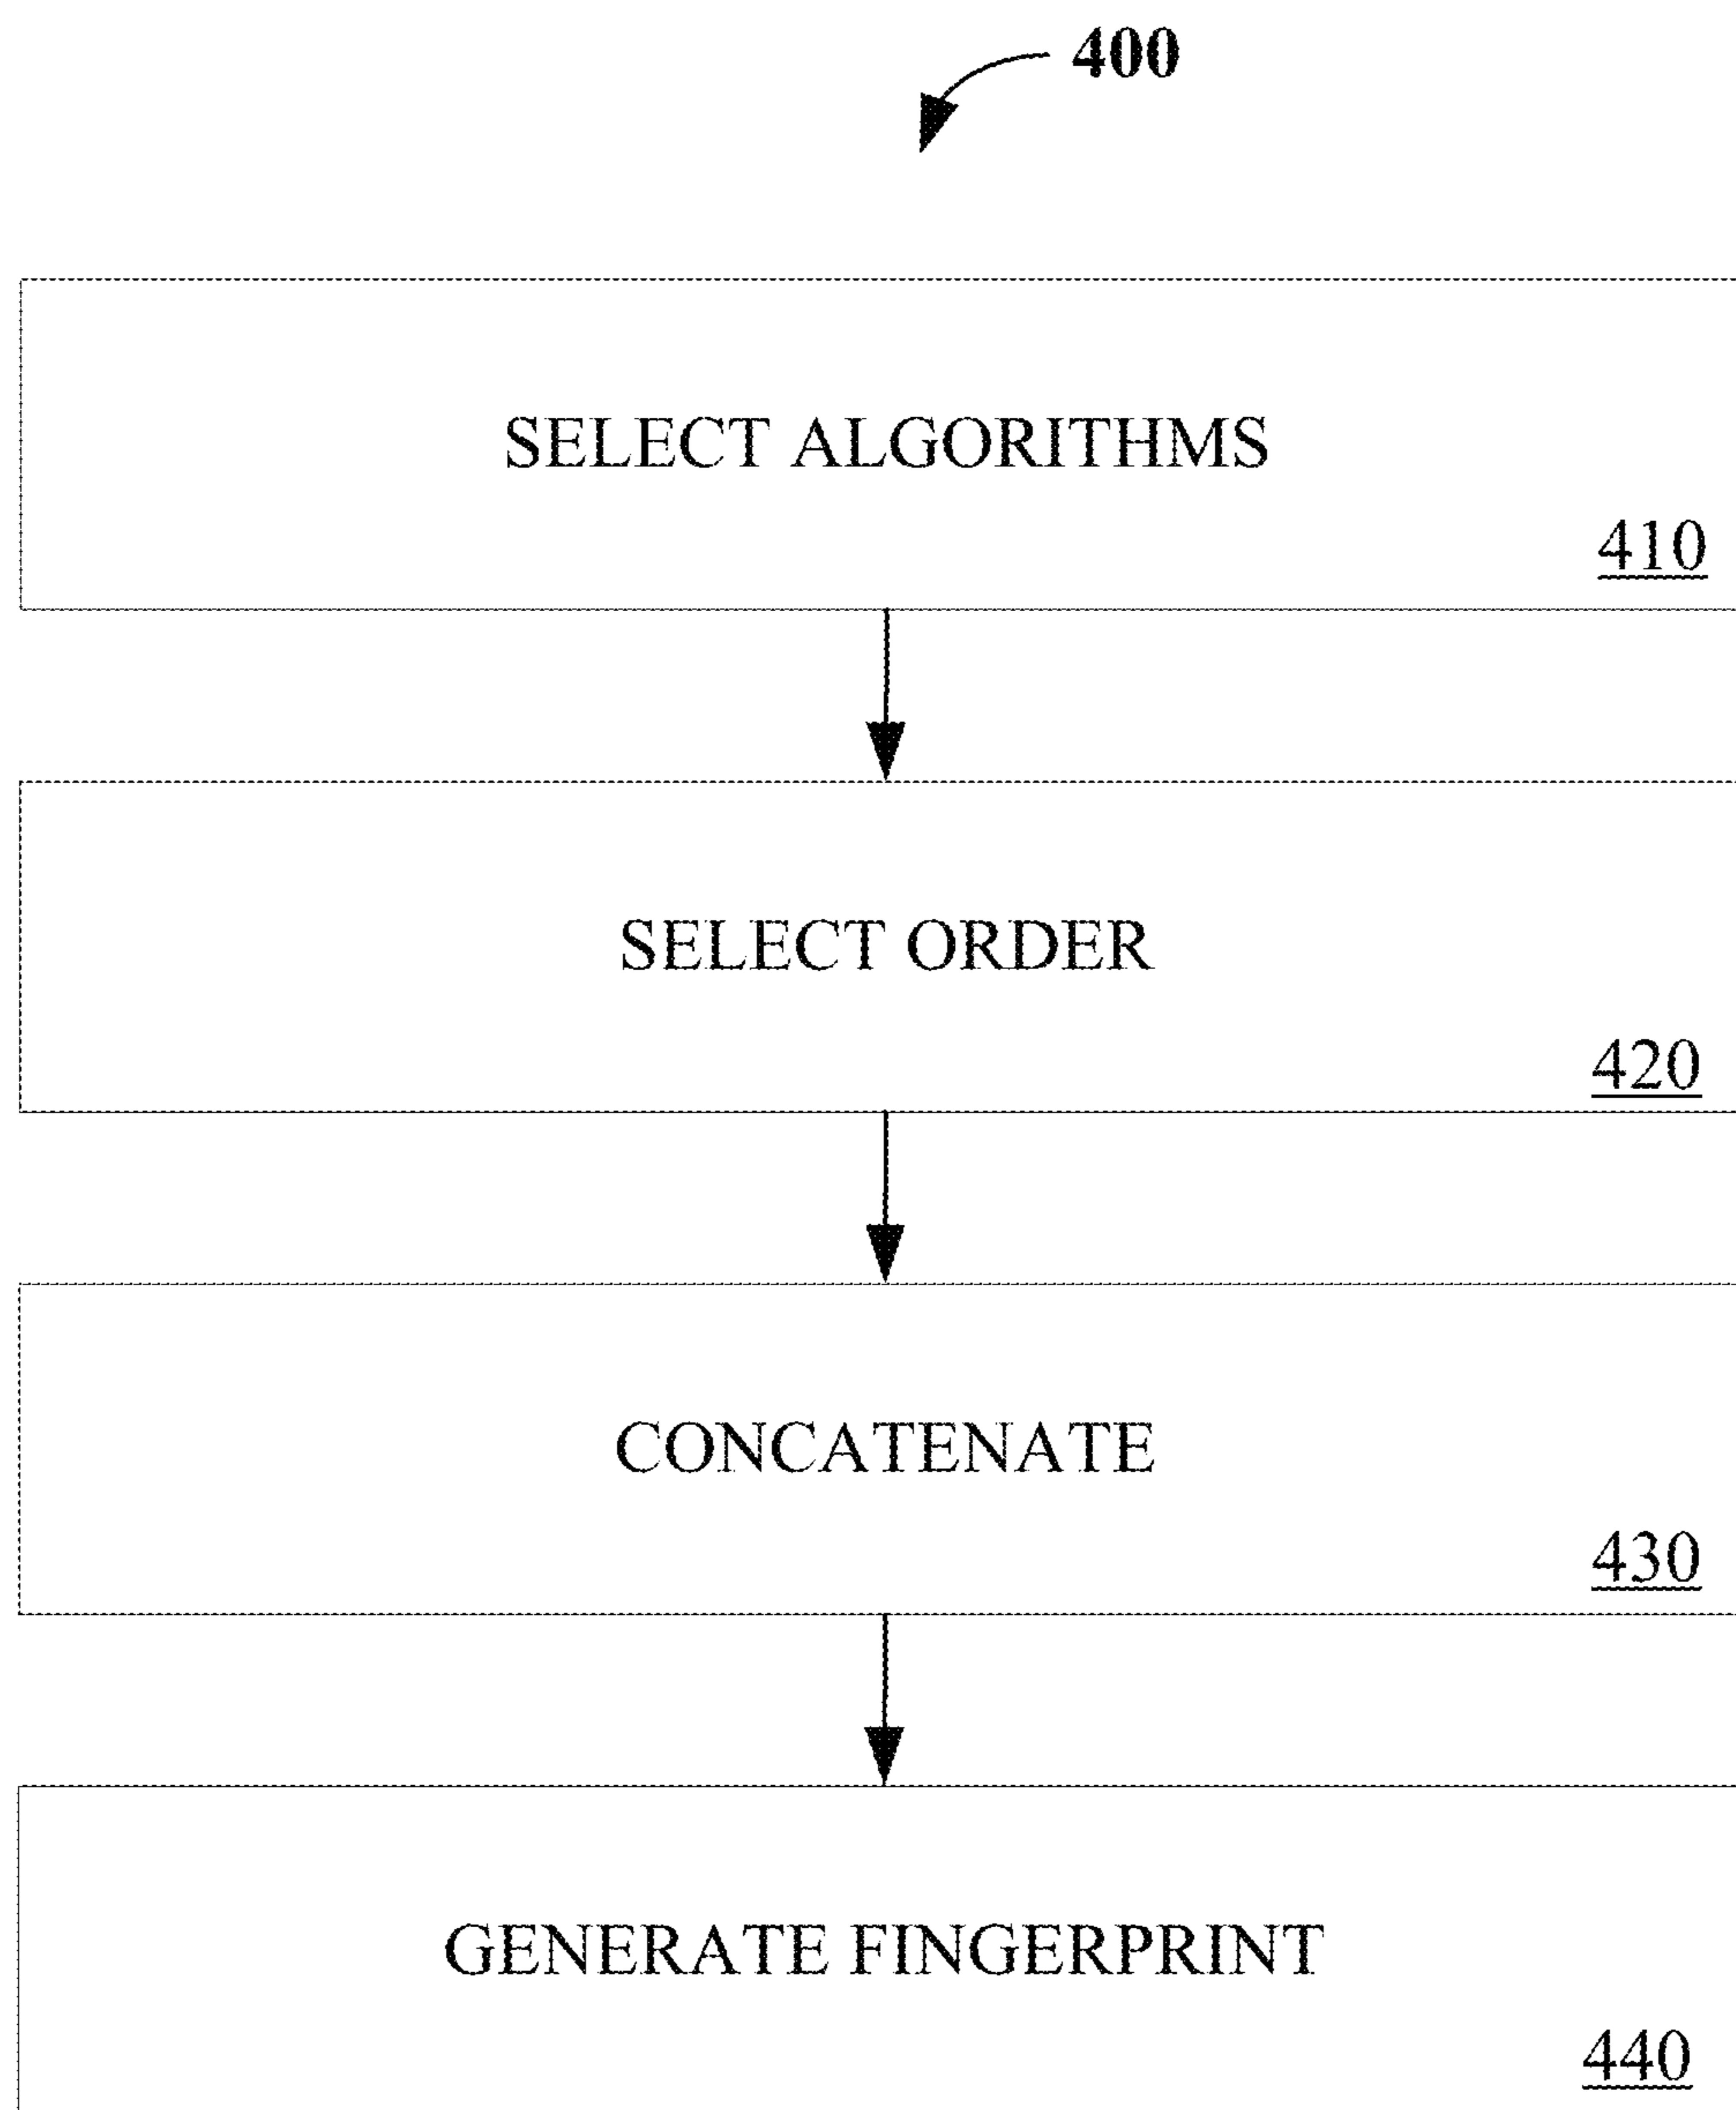 400
SELECT ALGORITHMS
410
SELECT ORDER
420
CONCATENATE
430
GENERATE FINGERPRINT
440